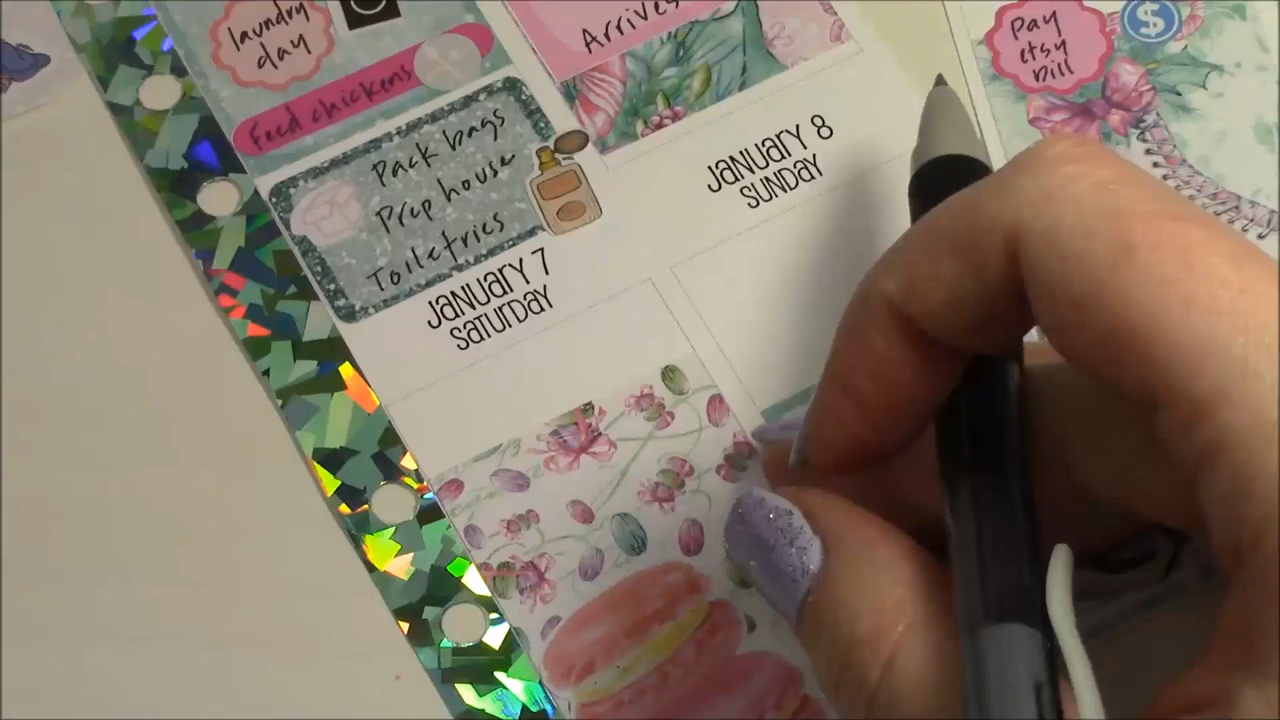 laundry
day
Feed chickens
Pack bags
Prep house
Toiletries
January 7
Saturday
Arrives
January 8
Sunday
Pay
etsy
bill
$